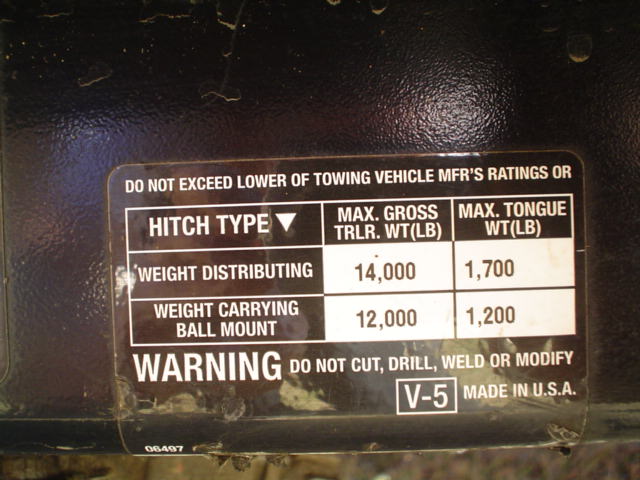 DO NOT EXCEED LOWER OF TOWING VEHICLE MFR'S RATINGS OR
HITCH TYPE ▼ MAX. GROSS TRLR. WT(LB) MAX. TONGUE WT(LB)
WEIGHT DISTRIBUTING 14,000 1,700
WEIGHT CARRYING BALL MOUNT 12,000 1,200
WARNING DO NOT CUT, DRILL, WELD OR MODIFY
V-5 MADE IN U.S.A.
06497